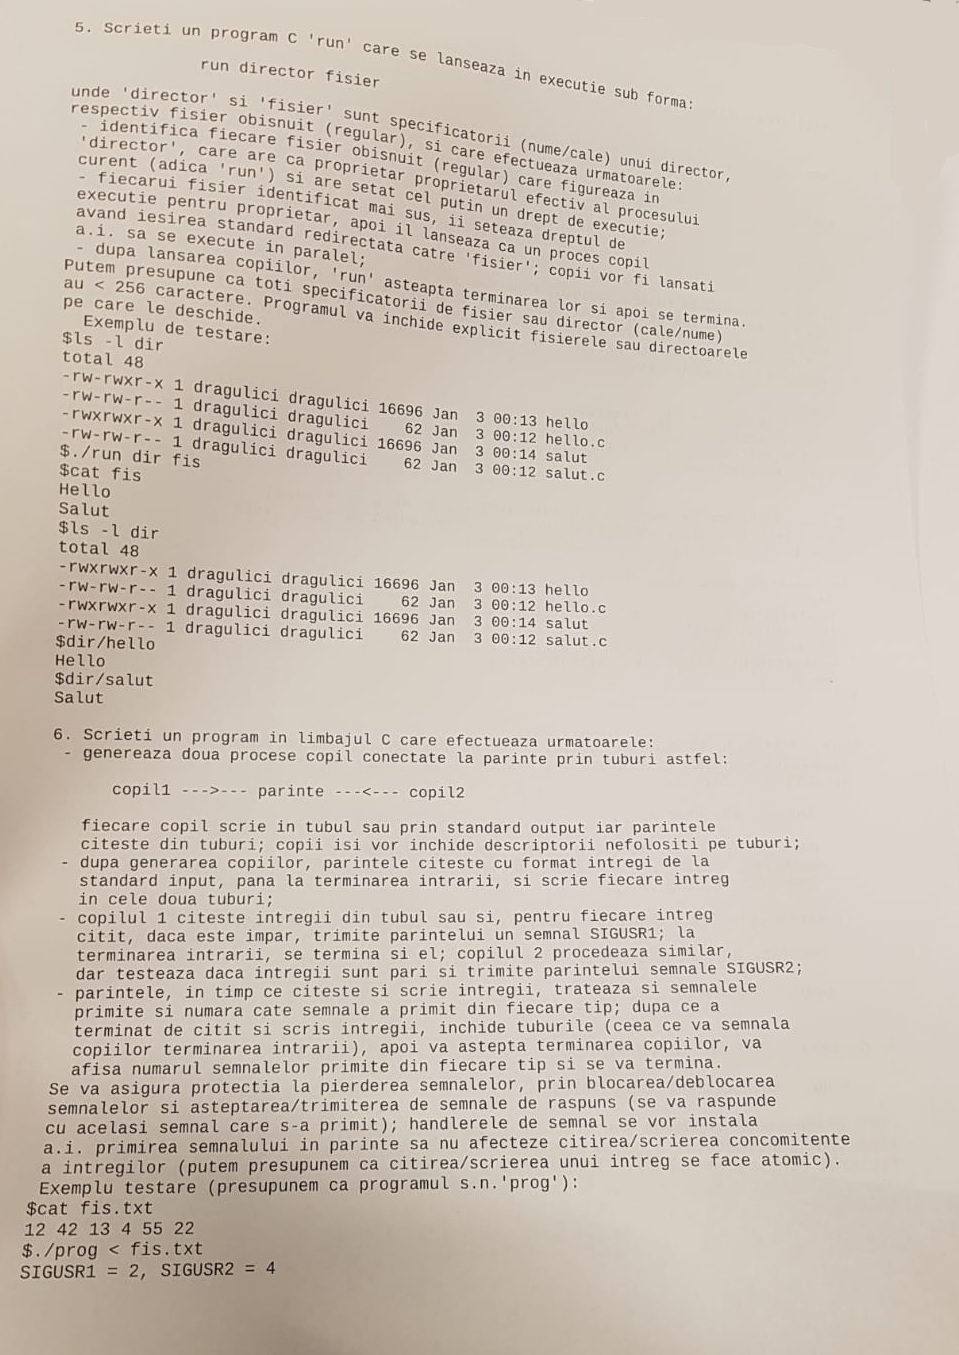 5. Scrieti un program C 'run' care se lanseaza in executie sub forma:
run director fisier
unde 'director' si 'fisier' sunt specificatorii (nume/cale) unui director,
respectiv fisier obisnuit (regular), si care efectueaza urmatoarele:
- identifica fiecare fisier obisnuit (regular) care figureaza in
'director', care are ca proprietar proprietarul efectiv al procesului
curent (adica 'run') si are setat cel putin un drept de executie;
- fiecarui fisier identificat mai sus, ii seteaza dreptul de
executie pentru proprietar, apoi il lanseaza ca un proces copil
avand iesirea standard redirectata catre 'fisier'; copii vor fi lansati
a.i. sa se execute in paralel;
- dupa lansarea copiilor, 'run' asteapta terminarea lor si apoi se termina.
Putem presupune ca toti specificatorii de fisier sau director (cale/nume)
au < 256 caractere. Programul va inchide explicit fisierele sau directoarele
pe care le deschide.
Exemplu de testare:
$ls -l dir
total 48
-rw-rwxr-x 1 dragulici dragulici 16696 Jan  3 00:13 hello
-rw-rw-r-- 1 dragulici dragulici    62 Jan  3 00:12 hello.c
-rwxrwxr-x 1 dragulici dragulici 16696 Jan  3 00:14 salut
-rw-rw-r-- 1 dragulici dragulici    62 Jan  3 00:12 salut.c
$./run dir fis
$cat fis
Hello
Salut
$ls -l dir
total 48
-rwxrwxr-x 1 dragulici dragulici 16696 Jan  3 00:13 hello
-rw-rw-r-- 1 dragulici dragulici    62 Jan  3 00:12 hello.c
-rwxrwxr-x 1 dragulici dragulici 16696 Jan  3 00:14 salut
-rw-rw-r-- 1 dragulici dragulici    62 Jan  3 00:12 salut.c
$dir/hello
Hello
$dir/salut
Salut
6. Scrieti un program in limbajul C care efectueaza urmatoarele:
- genereaza doua procese copil conectate la parinte prin tuburi astfel:
copil1 --->--- parinte ---<--- copil2
fiecare copil scrie in tubul sau prin standard output iar parintele
citeste din tuburi; copii isi vor inchide descriptorii nefolositi pe tuburi;
- dupa generarea copiilor, parintele citeste cu format intregi de la
standard input, pana la terminarea intrarii, si scrie fiecare intreg
in cele doua tuburi;
- copilul 1 citeste intregii din tubul sau si, pentru fiecare intreg
citit, daca este impar, trimite parintelui un semnal SIGUSR1; la
terminarea intrarii, se termina si el; copilul 2 procedeaza similar,
dar testeaza daca intregii sunt pari si trimite parintelui semnale SIGUSR2;
- parintele, in timp ce citeste si scrie intregii, trateaza si semnalele
primite si numara cate semnale a primit din fiecare tip; dupa ce a
terminat de citit si scris intregii, inchide tuburile (ceea ce va semnala
copiilor terminarea intrarii), apoi va astepta terminarea copiilor, va
afisa numarul semnalelor primite din fiecare tip si se va termina.
Se va asigura protectia la pierderea semnalelor, prin blocarea/deblocarea
semnalelor si asteptarea/trimiterea de semnale de raspuns (se va raspunde
cu acelasi semnal care s-a primit); handlerele de semnal se vor instala
a.i. primirea semnalului in parinte sa nu afecteze citirea/scrierea concomitente
a intregilor (putem presupunem ca citirea/scrierea unui intreg se face atomic).
Exemplu testare (presupunem ca programul s.n.'prog'):
$cat fis.txt
12 42 13 4 55 22
$./prog < fis.txt
SIGUSR1 = 2, SIGUSR2 = 4